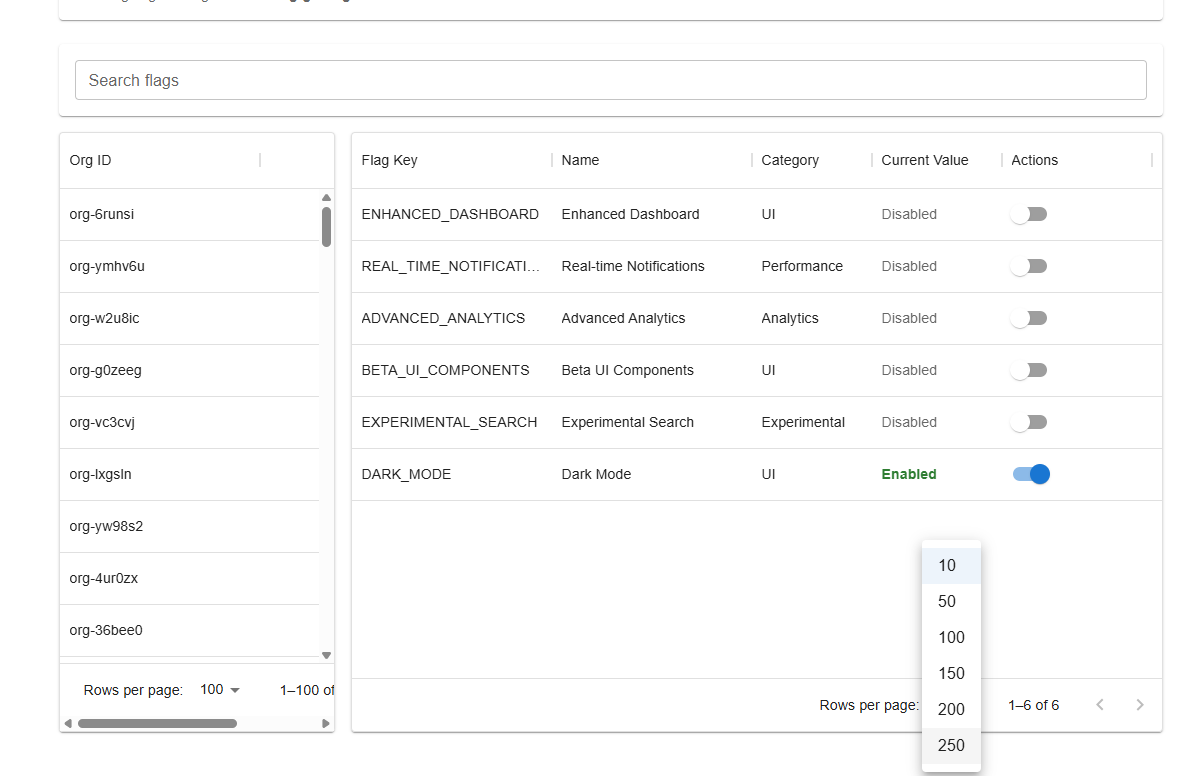 Search flags
Org ID
org-6runsi
org-ymhv6u
org-w2u8ic
org-g0zeeg
org-vc3cvj
org-lxgsln
org-yw98s2
org-4ur0zx
org-36bee0
Rows per page: 100 1–100 of
Flag Key Name Category Current Value Actions
ENHANCED_DASHBOARD Enhanced Dashboard UI Disabled
REAL_TIME_NOTIFICATI... Real-time Notifications Performance Disabled
ADVANCED_ANALYTICS Advanced Analytics Analytics Disabled
BETA_UI_COMPONENTS Beta UI Components UI Disabled
EXPERIMENTAL_SEARCH Experimental Search Experimental Disabled
DARK_MODE Dark Mode UI Enabled
10
50
100
150
200
250
Rows per page: 1–6 of 6